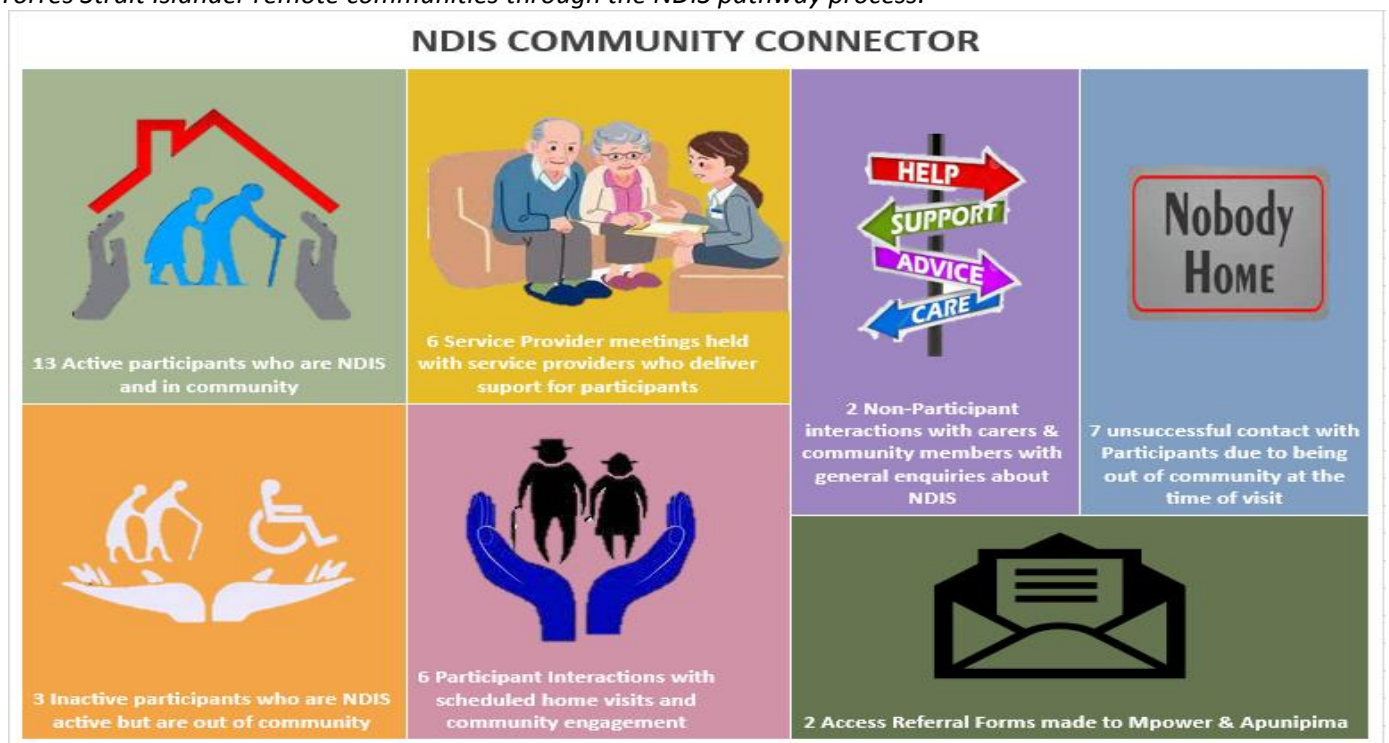 Torres Strait Islander remote communities through the NDIS pathway process.
NDIS COMMUNITY CONNECTOR
13 Active participants who are NDIS
and in community
6 Service Provider meetings held
with service providers who deliver
suport for participants
HELP
SUPPORT
ADVICE
CARE
2 Non-Participant
interactions with carers &
community members with
general enquiries about
NDIS
Nobody
HOME
7 unsuccessful contact with
Participants due to being
out of community at the
time of visit
3 Inactive participants who are NDIS
active but are out of community
6 Participant Interactions with
scheduled home visits and
community engagement
2 Access Referral Forms made to Mpower & Apunipima